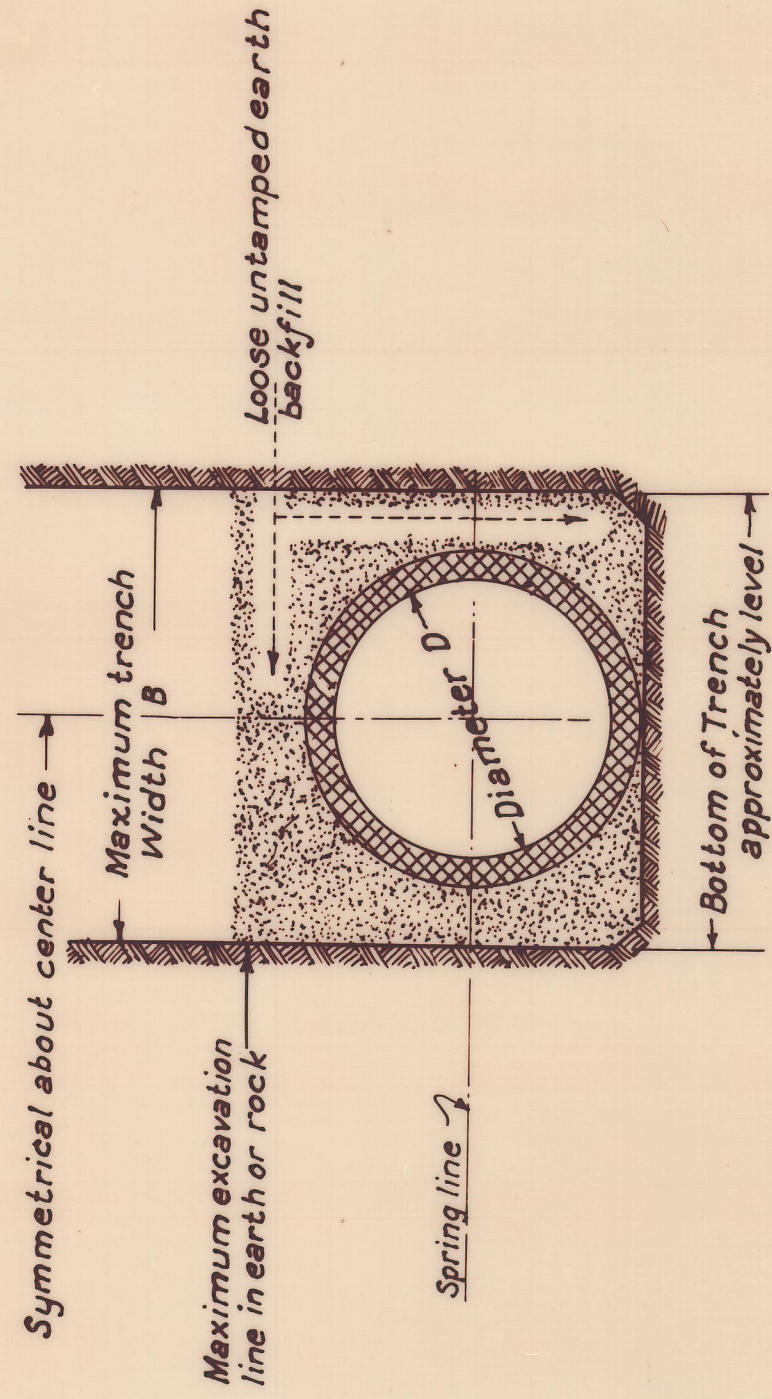 Symmetrical about center line
Maximum trench
Width B
Loose untamped earth
backfill
Maximum excavation
line in earth or rock
Diameter D
Spring line
Bottom of Trench
approximately level